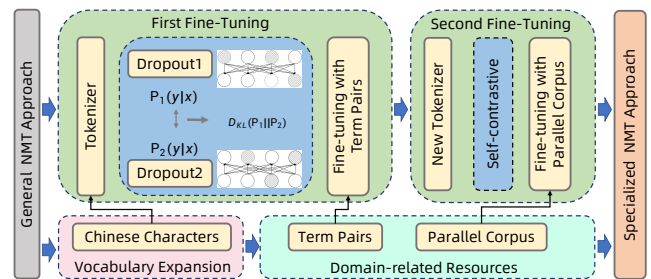 General NMT Approach
First Fine-Tuning
Tokenizer
Dropout1
P₁(y|x)
D_KL(P₁||P₂)
P₂(y|x)
Dropout2
Fine-tuning with
Term Pairs
Second Fine-Tuning
New Tokenizer
Self-contrastive
Fine-tuning with
Parallel Corpus
Specialized NMT Approach
Chinese Characters
Vocabulary Expansion
Term Pairs
Parallel Corpus
Domain-related Resources